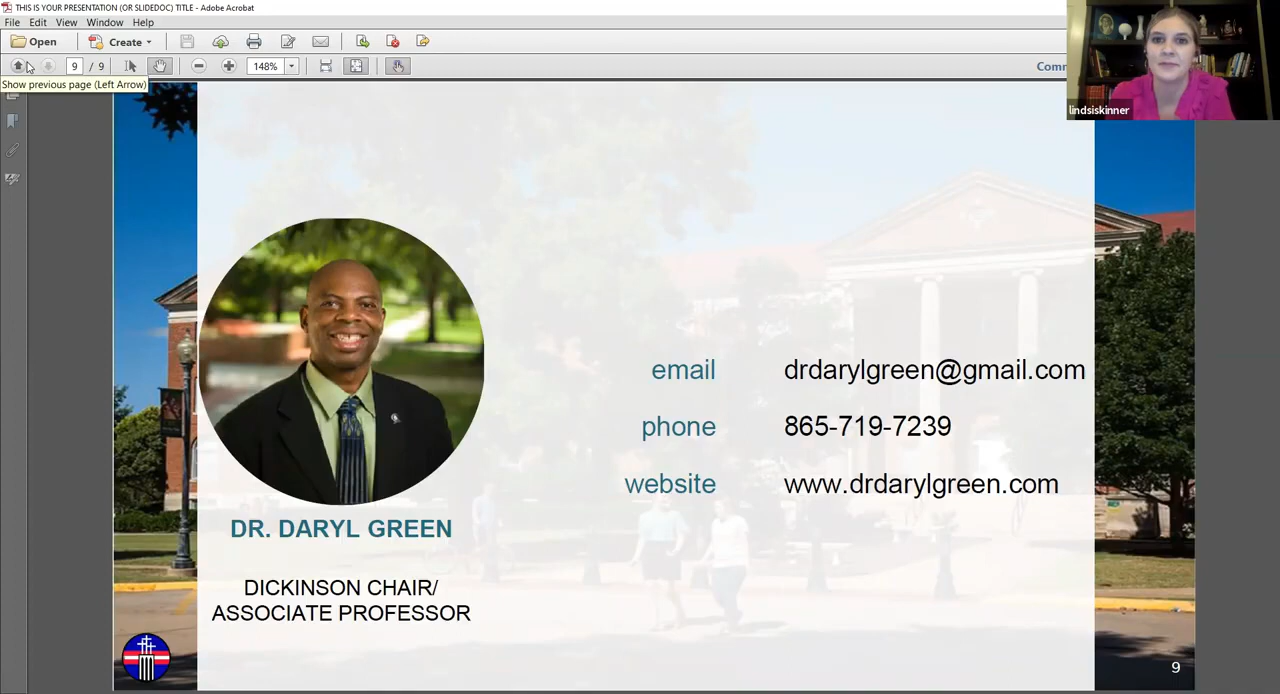 THIS IS YOUR PRESENTATION (OR SLIDEDOC) TITLE - Adobe Acrobat
File Edit View Window Help
Open Create
9 / 9 148% Comm
Show previous page (Left Arrow)
lindsiskinner
email drdarylgreen@gmail.com
phone 865-719-7239
website www.drdarylgreen.com
DR. DARYL GREEN
DICKINSON CHAIR/
ASSOCIATE PROFESSOR
9